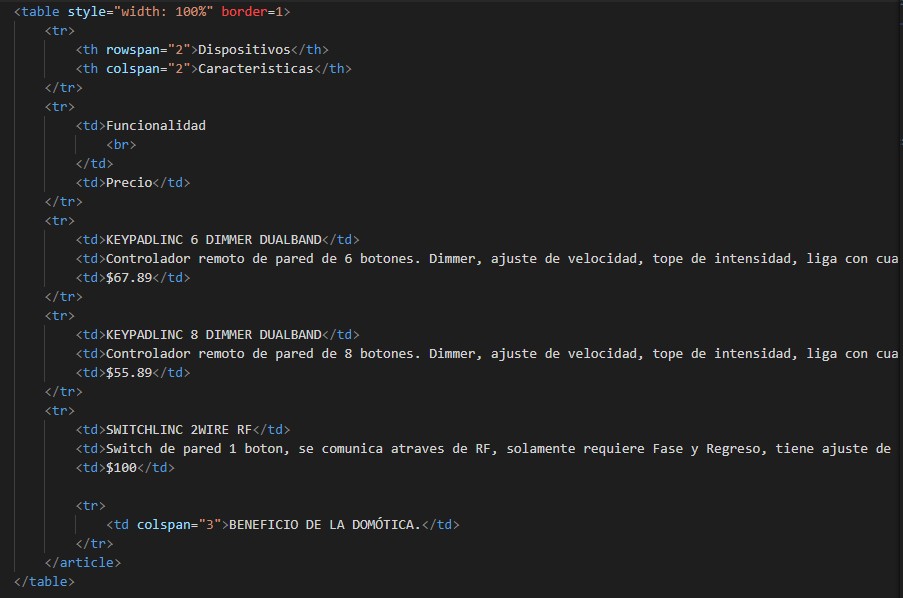 <table style="width: 100%" border=1>
<tr>
<th rowspan="2">Dispositivos</th>
<th colspan="2">Caracteristicas</th>
</tr>
<tr>
<td>Funcionalidad
<br>
</td>
<td>Precio</td>
</tr>
<tr>
<td>KEYPADLINC 6 DIMMER DUALBAND</td>
<td>Controlador remoto de pared de 6 botones. Dimmer, ajuste de velocidad, tope de intensidad, liga con cua
<td>$67.89</td>
</tr>
<tr>
<td>KEYPADLINC 8 DIMMER DUALBAND</td>
<td>Controlador remoto de pared de 8 botones. Dimmer, ajuste de velocidad, tope de intensidad, liga con cua
<td>$55.89</td>
</tr>
<tr>
<td>SWITCHLINC 2WIRE RF</td>
<td>Switch de pared 1 boton, se comunica atraves de RF, solamente requiere Fase y Regreso, tiene ajuste de
<td>$100</td>
<tr>
<td colspan="3">BENEFICIO DE LA DOMÓTICA.</td>
</tr>
</article>
</table>